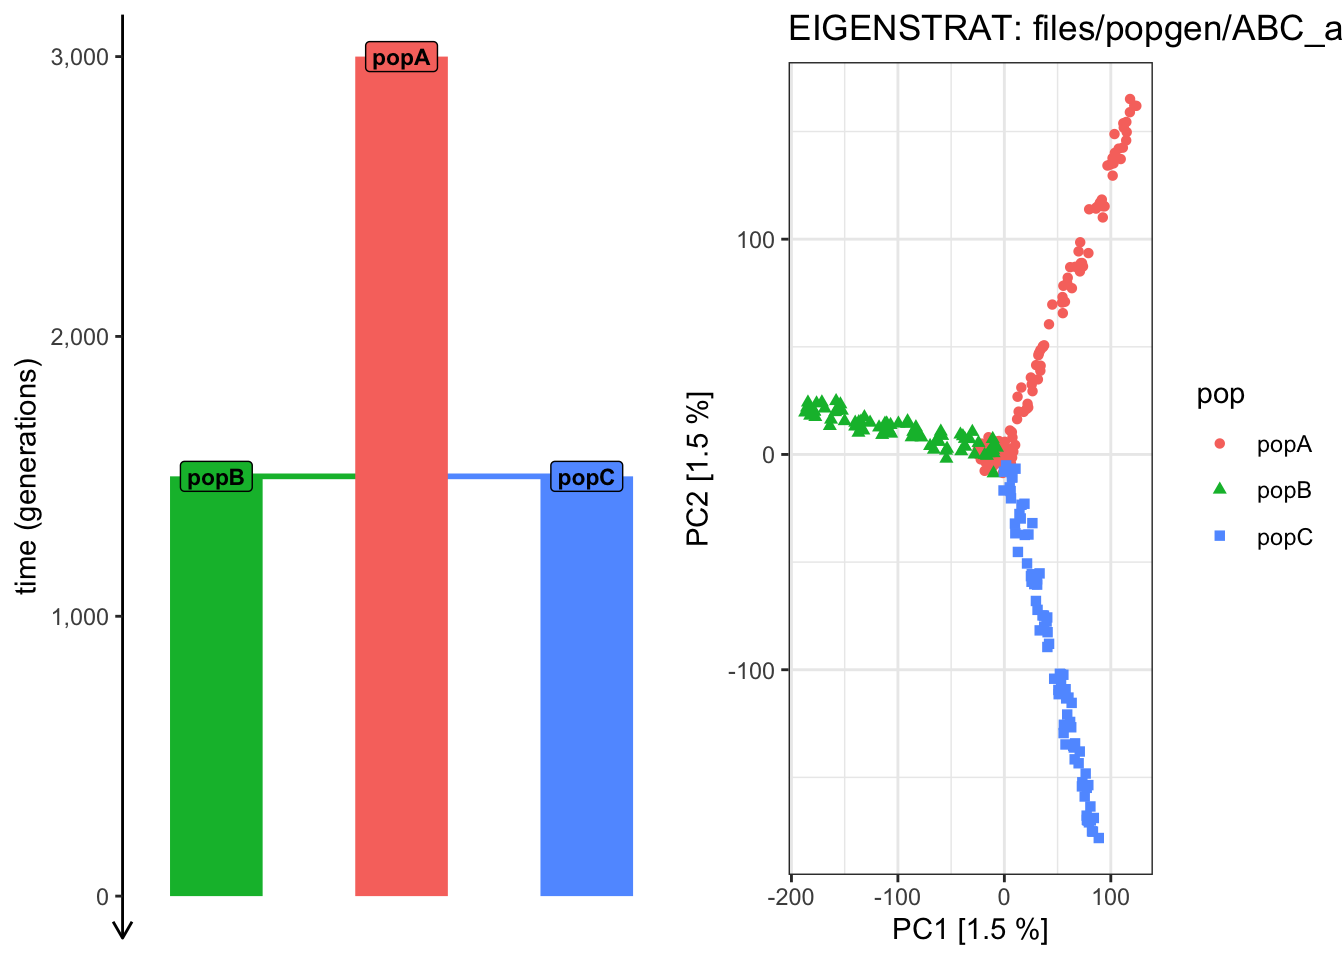 EIGENSTRAT: files/popgen/ABC_a
3,000
2,000
1,000
0
time (generations)
popA
popB
popC
100
0
-100
PC2 [1.5 %]
-200
-100
0
100
PC1 [1.5 %]
pop
popA
popB
popC